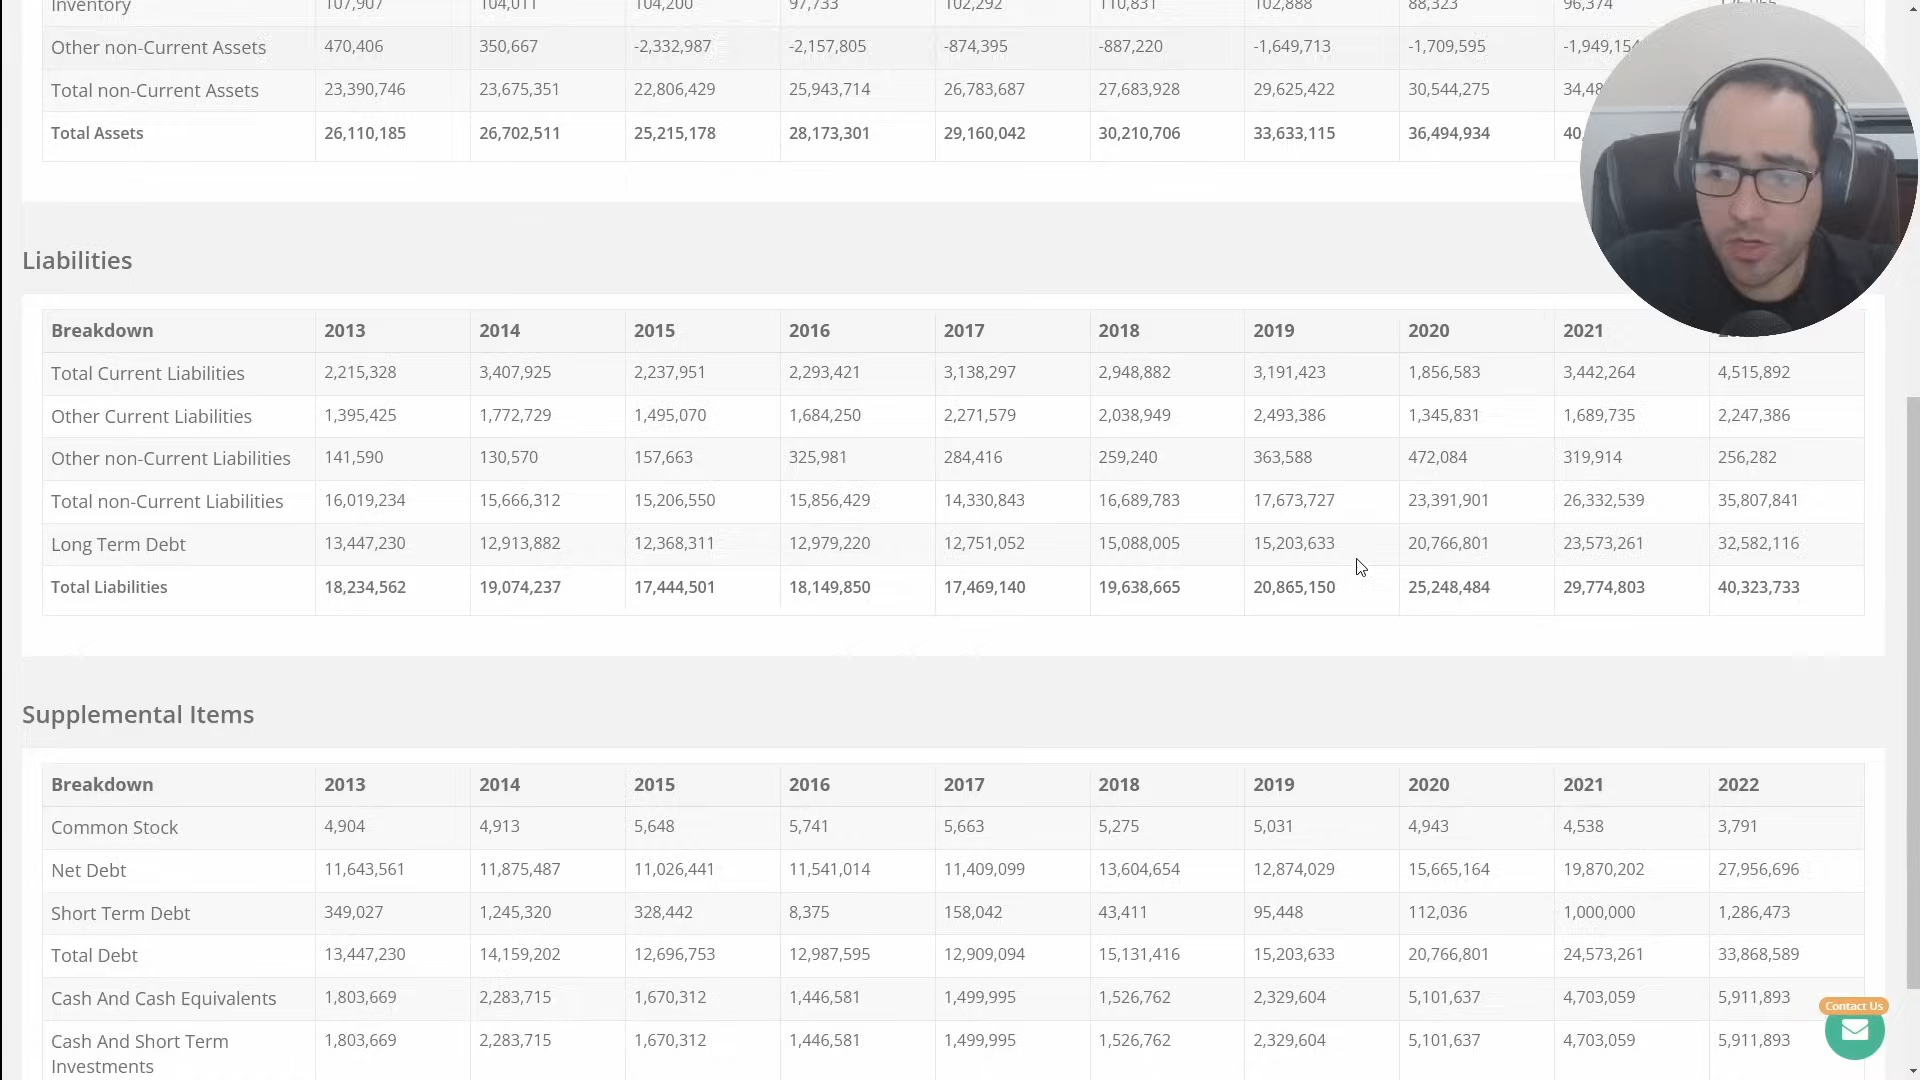 Inventory 107,907 104,011 104,200 97,733 102,292 110,831 102,888 88,323 96,374
Other non-Current Assets 470,406 350,667 -2,332,987 -2,157,805 -874,395 -887,220 -1,649,713 -1,709,595 -1,949,154
Total non-Current Assets 23,390,746 23,675,351 22,806,429 25,943,714 26,783,687 27,683,928 29,625,422 30,544,275 34,48
Total Assets 26,110,185 26,702,511 25,215,178 28,173,301 29,160,042 30,210,706 33,633,115 36,494,934 40,
Liabilities
Breakdown 2013 2014 2015 2016 2017 2018 2019 2020 2021
Total Current Liabilities 2,215,328 3,407,925 2,237,951 2,293,421 3,138,297 2,948,882 3,191,423 1,856,583 3,442,264 4,515,892
Other Current Liabilities 1,395,425 1,772,729 1,495,070 1,684,250 2,271,579 2,038,949 2,493,386 1,345,831 1,689,735 2,247,386
Other non-Current Liabilities 141,590 130,570 157,663 325,981 284,416 259,240 363,588 472,084 319,914 256,282
Total non-Current Liabilities 16,019,234 15,666,312 15,206,550 15,856,429 14,330,843 16,689,783 17,673,727 23,391,901 26,332,539 35,807,841
Long Term Debt 13,447,230 12,913,882 12,368,311 12,979,220 12,751,052 15,088,005 15,203,633 20,766,801 23,573,261 32,582,116
Total Liabilities 18,234,562 19,074,237 17,444,501 18,149,850 17,469,140 19,638,665 20,865,150 25,248,484 29,774,803 40,323,733
Supplemental Items
Breakdown 2013 2014 2015 2016 2017 2018 2019 2020 2021 2022
Common Stock 4,904 4,913 5,648 5,741 5,663 5,275 5,031 4,943 4,538 3,791
Net Debt 11,643,561 11,875,487 11,026,441 11,541,014 11,409,099 13,604,654 12,874,029 15,665,164 19,870,202 27,956,696
Short Term Debt 349,027 1,245,320 328,442 8,375 158,042 43,411 95,448 112,036 1,000,000 1,286,473
Total Debt 13,447,230 14,159,202 12,696,753 12,987,595 12,909,094 15,131,416 15,203,633 20,766,801 24,573,261 33,868,589
Cash And Cash Equivalents 1,803,669 2,283,715 1,670,312 1,446,581 1,499,995 1,526,762 2,329,604 5,101,637 4,703,059 5,911,893
Contact Us
Cash And Short Term 1,803,669 2,283,715 1,670,312 1,446,581 1,499,995 1,526,762 2,329,604 5,101,637 4,703,059 5,911,893
Investments